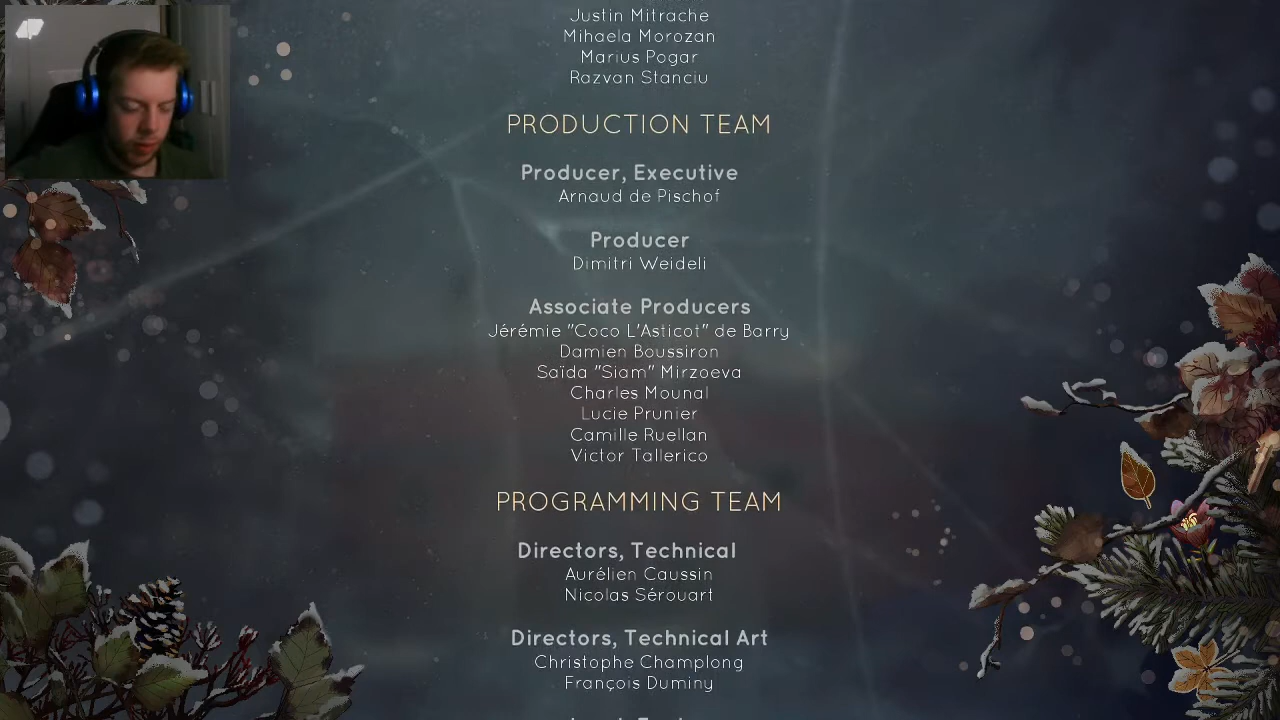 Justin Mitrache
Mihaela Morozan
Marius Pogar
Razvan Stanciu
PRODUCTION TEAM
Producer, Executive
Arnaud de Pischof
Producer
Dimitri Weideli
Associate Producers
Jérémie "Coco L'Asticot" de Barry
Damien Boussiron
Saïda "Siam" Mirzoeva
Charles Mounal
Lucie Prunier
Camille Ruellan
Victor Tallerico
PROGRAMMING TEAM
Directors, Technical
Aurélien Caussin
Nicolas Sérouart
Directors, Technical Art
Christophe Champlong
François Duminy